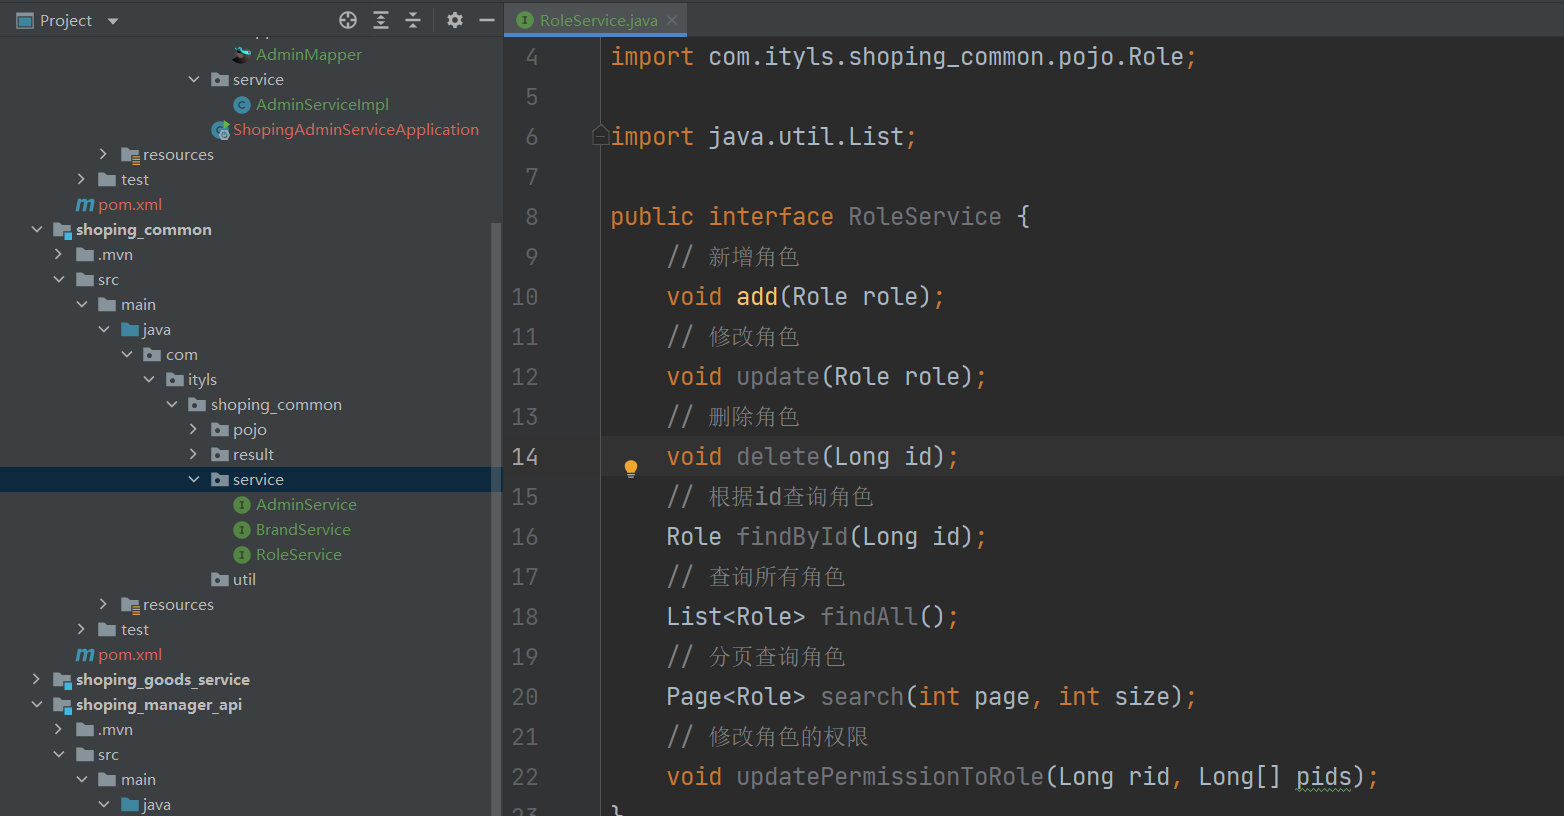 Project
AdminMapper
service
AdminServiceImpl
ShopingAdminServiceApplication
resources
test
pom.xml
shoping_common
.mvn
src
main
java
com
ityls
shoping_common
pojo
result
service
AdminService
BrandService
RoleService
util
resources
test
pom.xml
shoping_goods_service
shoping_manager_api
.mvn
src
main
java
RoleService.java
4 import com.ityls.shoping_common.pojo.Role;
5
6 import java.util.List;
7
8 public interface RoleService {
9 // 新增角色
10 void add(Role role);
11 // 修改角色
12 void update(Role role);
13 // 删除角色
14 void delete(Long id);
15 // 根据id查询角色
16 Role findById(Long id);
17 // 查询所有角色
18 List<Role> findAll();
19 // 分页查询角色
20 Page<Role> search(int page, int size);
21 // 修改角色的权限
22 void updatePermissionToRole(Long rid, Long[] pids);
23 }